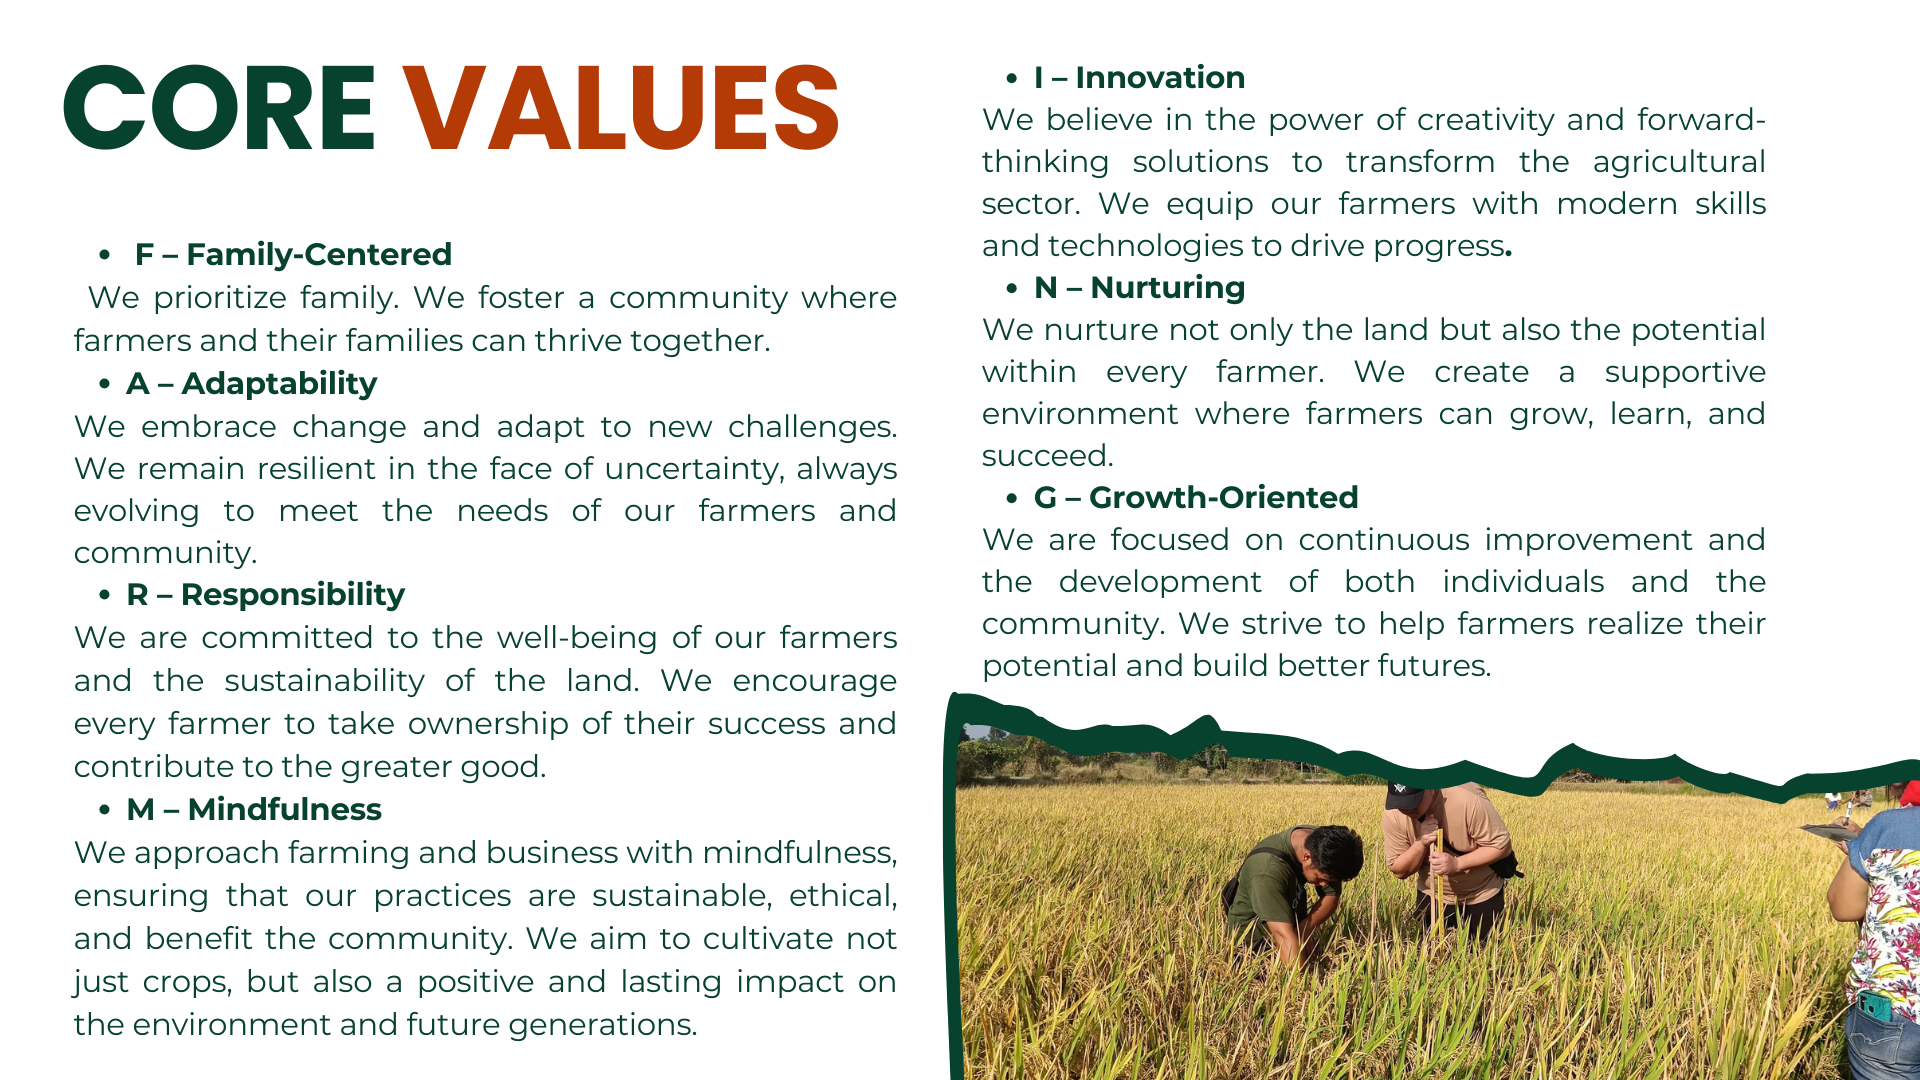 CORE VALUES
• F – Family-Centered
We prioritize family. We foster a community where
farmers and their families can thrive together.
• A – Adaptability
We embrace change and adapt to new challenges.
We remain resilient in the face of uncertainty, always
evolving to meet the needs of our farmers and
community.
• R – Responsibility
We are committed to the well-being of our farmers
and the sustainability of the land. We encourage
every farmer to take ownership of their success and
contribute to the greater good.
• M – Mindfulness
We approach farming and business with mindfulness,
ensuring that our practices are sustainable, ethical,
and benefit the community. We aim to cultivate not
just crops, but also a positive and lasting impact on
the environment and future generations.
• I – Innovation
We believe in the power of creativity and forward-
thinking solutions to transform the agricultural
sector. We equip our farmers with modern skills
and technologies to drive progress.
• N – Nurturing
We nurture not only the land but also the potential
within every farmer. We create a supportive
environment where farmers can grow, learn, and
succeed.
• G – Growth-Oriented
We are focused on continuous improvement and
the development of both individuals and the
community. We strive to help farmers realize their
potential and build better futures.